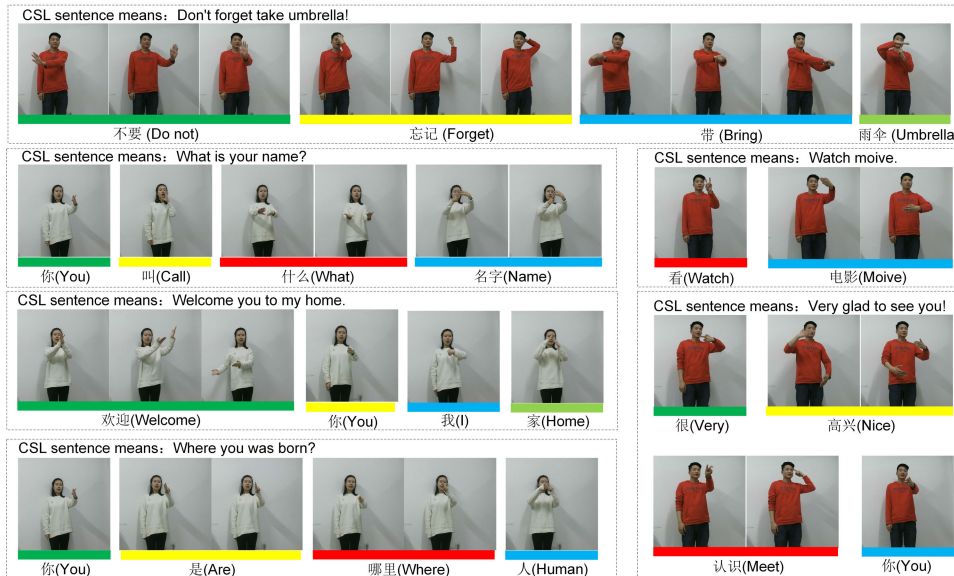 CSL sentence means: Don't forget take umbrella!
不要 (Do not) 忘记 (Forget) 带 (Bring) 雨伞 (Umbrella
CSL sentence means: What is your name?
你(You) 叫(Call) 什么(What) 名字(Name)
CSL sentence means: Watch moive.
看(Watch) 电影(Moive)
CSL sentence means: Welcome you to my home.
欢迎(Welcome) 你(You) 我(I) 家(Home)
CSL sentence means: Very glad to see you!
很(Very) 高兴(Nice)
认识(Meet) 你(You)
CSL sentence means: Where you was born?
你(You) 是(Are) 哪里(Where) 人(Human)